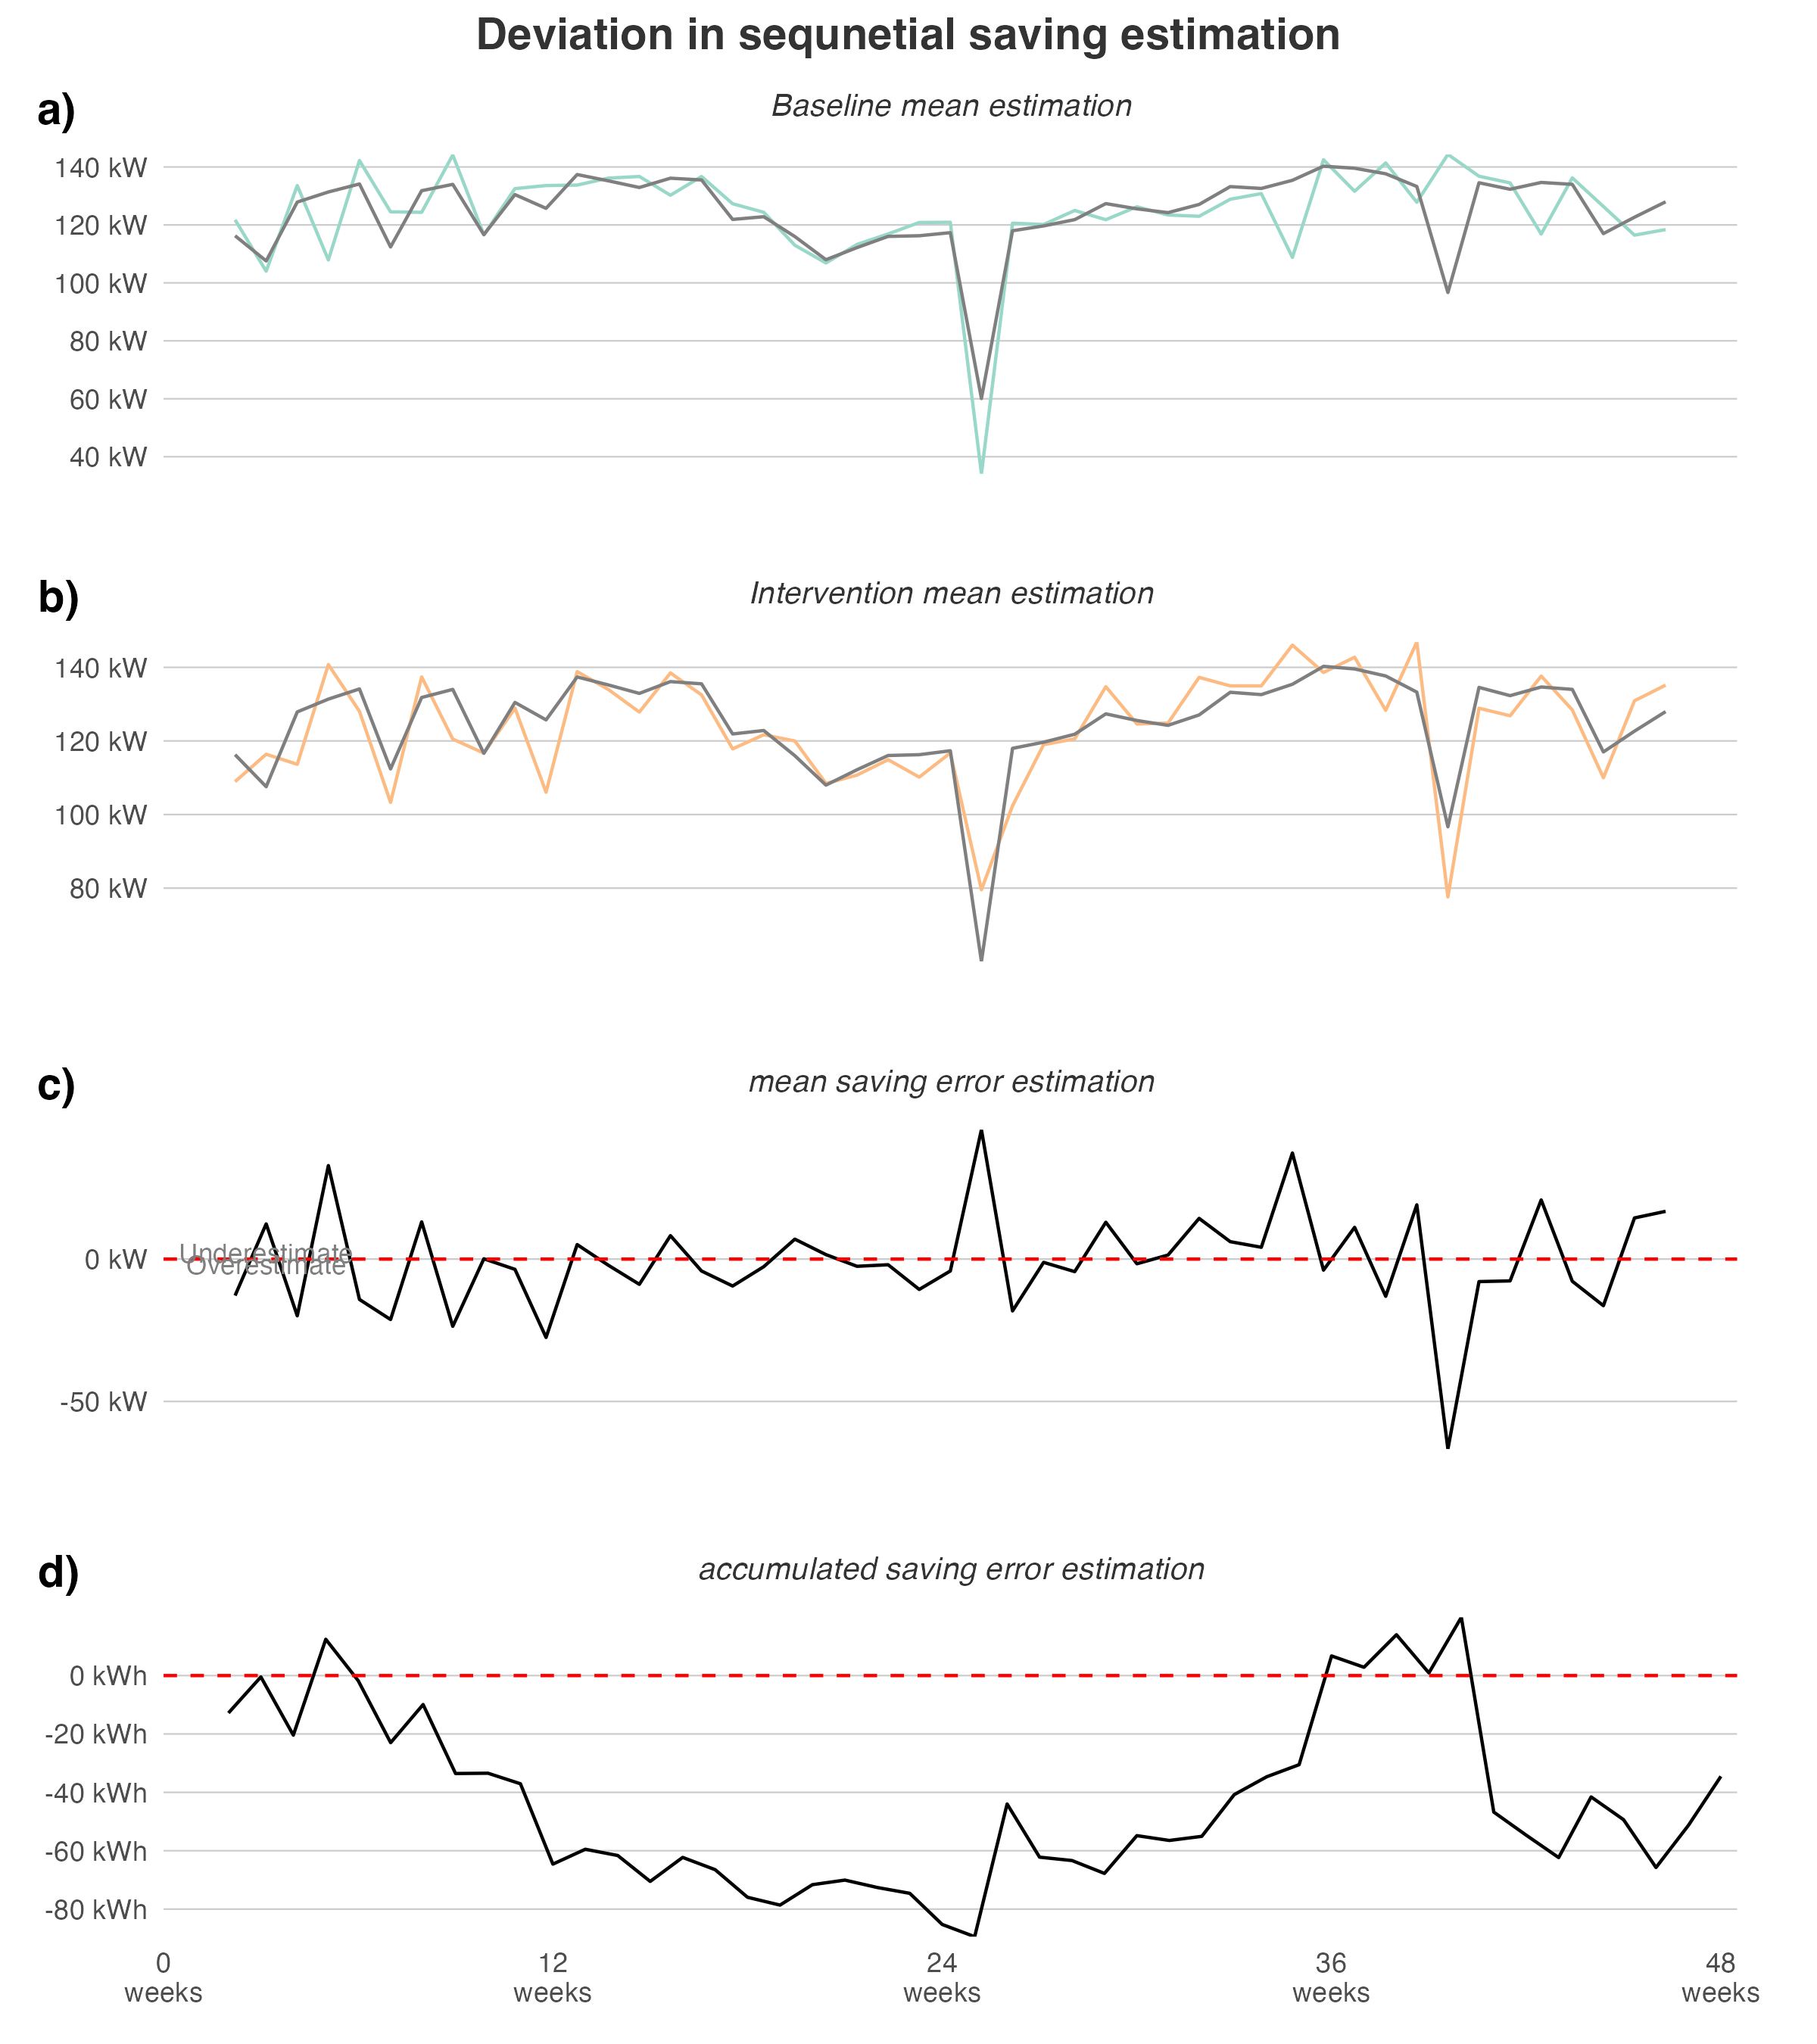 Deviation in sequnetial saving estimation
a)
Baseline mean estimation
140 kW
120 kW
100 kW
80 kW
60 kW
40 kW
b)
Intervention mean estimation
140 kW
120 kW
100 kW
80 kW
c)
mean saving error estimation
Underestimate
0 kW
Overestimate
-50 kW
d)
accumulated saving error estimation
0 kWh
-20 kWh
-40 kWh
-60 kWh
-80 kWh
0 12 24 36 48
weeks weeks weeks weeks weeks